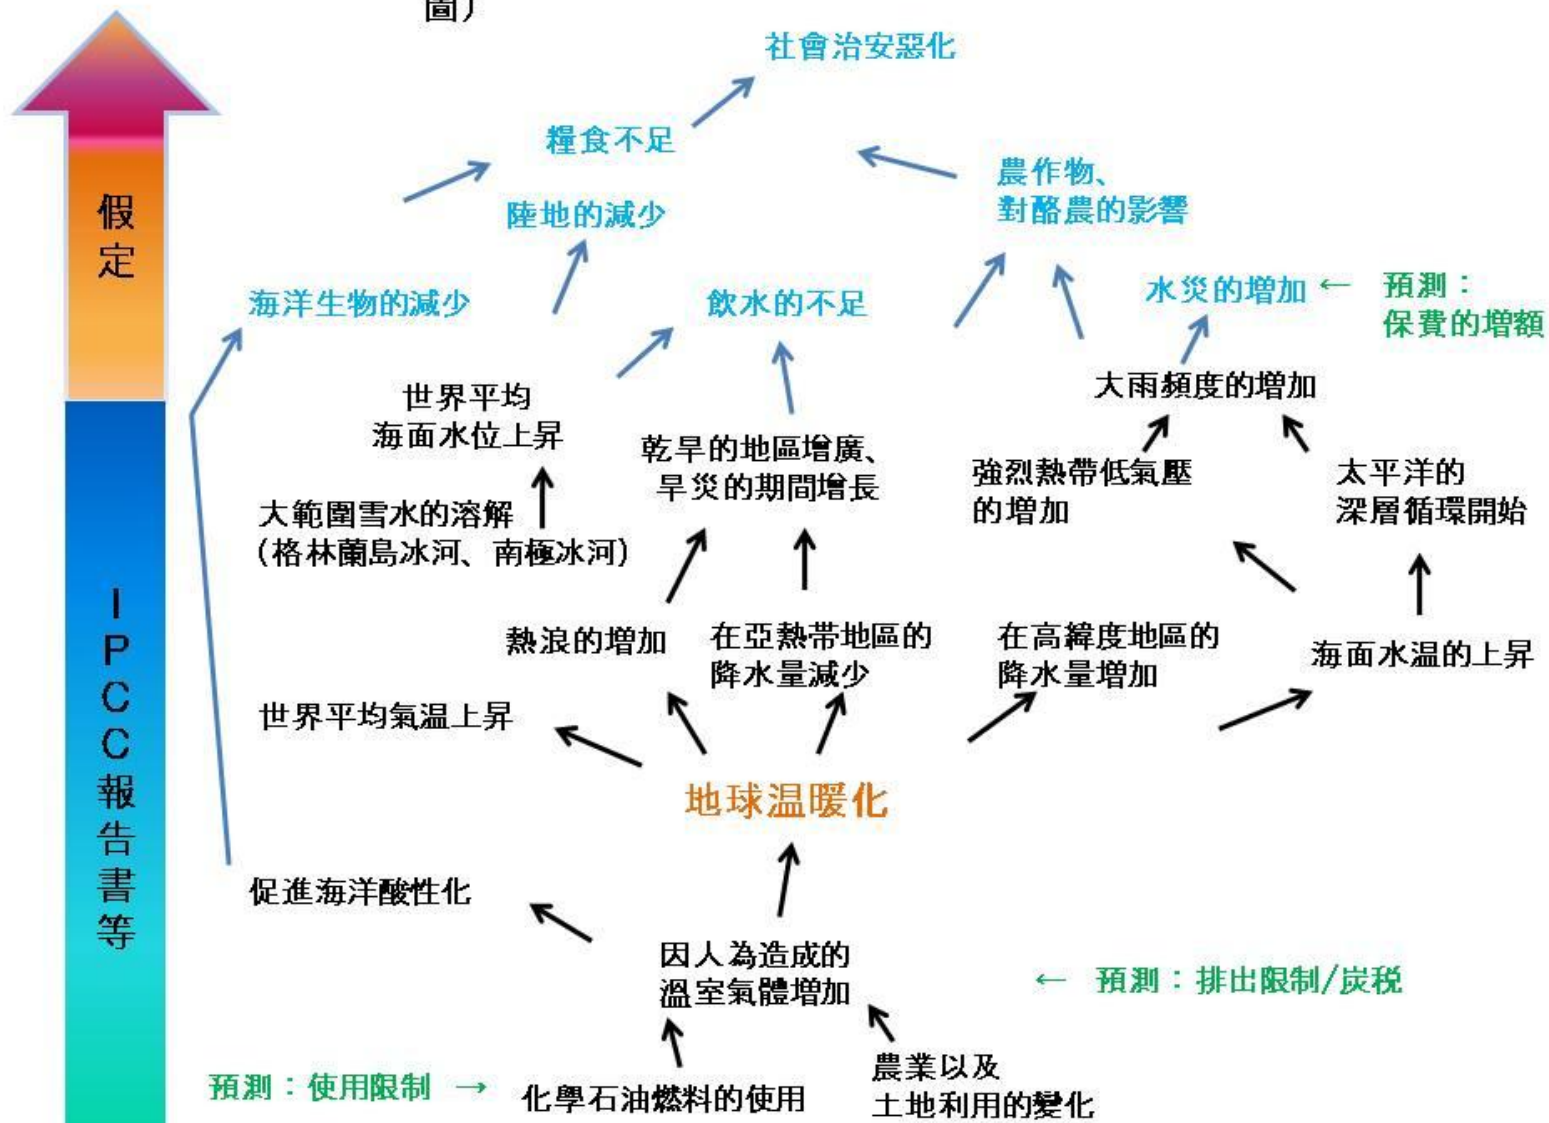 圖)
社會治安惡化
糧食不足
農作物、
對酪農的影響
陸地的減少
假
定
海洋生物的減少
飲水的不足
水災的增加
← 預測：
保費的增額
世界平均
海面水位上昇
大雨頻度的增加
乾旱的地區增廣、
旱災的期間增長
強烈熱帶低氣壓
的增加
太平洋的
深層循環開始
大範圍雪水的溶解
(格林蘭島冰河、南極冰河)
I
P
C
C
報
告
書
等
熱浪的增加
在亞熱帯地區的
降水量減少
在高緯度地區的
降水量增加
海面水温的上昇
世界平均氣温上昇
地球温暖化
促進海洋酸性化
因人為造成的
溫室氣體增加
← 預測：排出限制/炭税
預測：使用限制 →
化學石油燃料的使用
農業以及
土地利用的變化